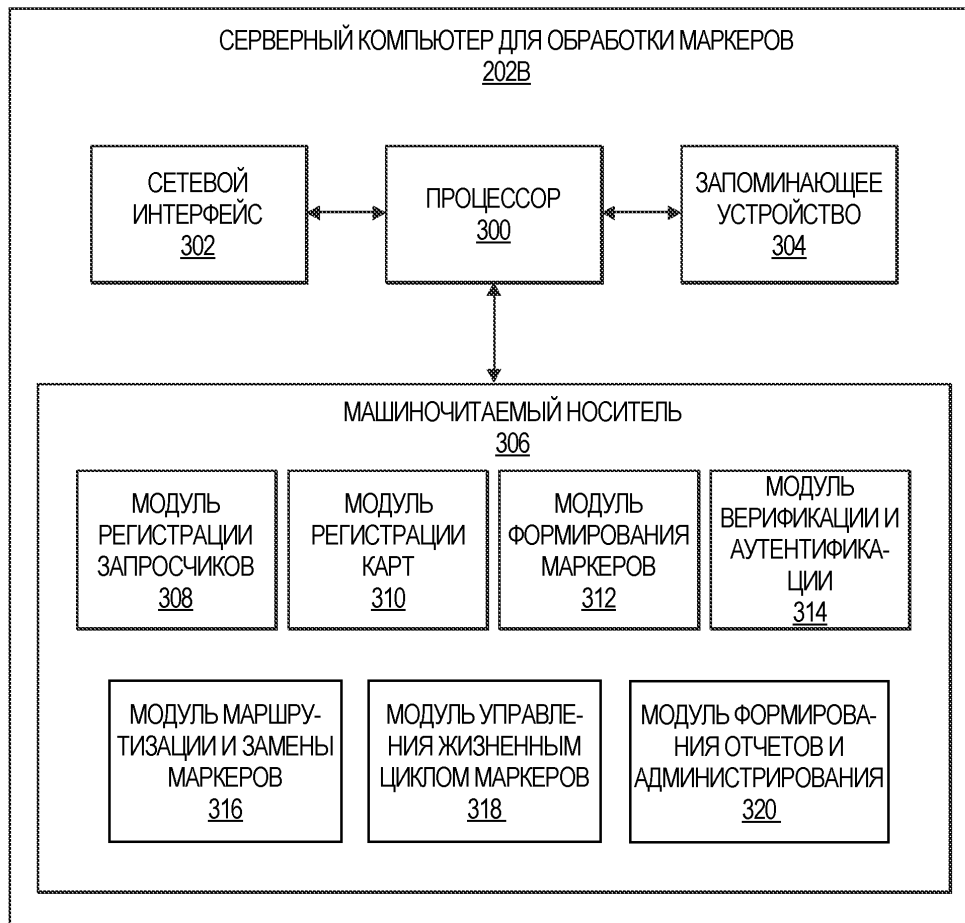 СЕРВЕРНЫЙ КОМПЬЮТЕР ДЛЯ ОБРАБОТКИ МАРКЕРОВ
202В
СЕТЕВОЙ
ИНТЕРФЕЙС
302
ПРОЦЕССОР
300
ЗАПОМИНАЮЩЕЕ
УСТРОЙСТВО
304
МАШИНОЧИТАЕМЫЙ НОСИТЕЛЬ
306
МОДУЛЬ
РЕГИСТРАЦИИ
ЗАПРОСЧИКОВ
308
МОДУЛЬ
РЕГИСТРАЦИИ
КАРТ
310
МОДУЛЬ
ФОРМИРОВАНИЯ
МАРКЕРОВ
312
МОДУЛЬ
ВЕРИФИКАЦИИ И
АУТЕНТИФИКА-
ЦИИ
314
МОДУЛЬ МАРШРУ-
ТИЗАЦИИ И ЗАМЕНЫ
МАРКЕРОВ
316
МОДУЛЬ УПРАВЛЕ-
НИЯ ЖИЗНЕННЫМ
ЦИКЛОМ МАРКЕРОВ
318
МОДУЛЬ ФОРМИРОВА-
НИЯ ОТЧЕТОВ И
АДМИНИСТРИРОВАНИЯ
320